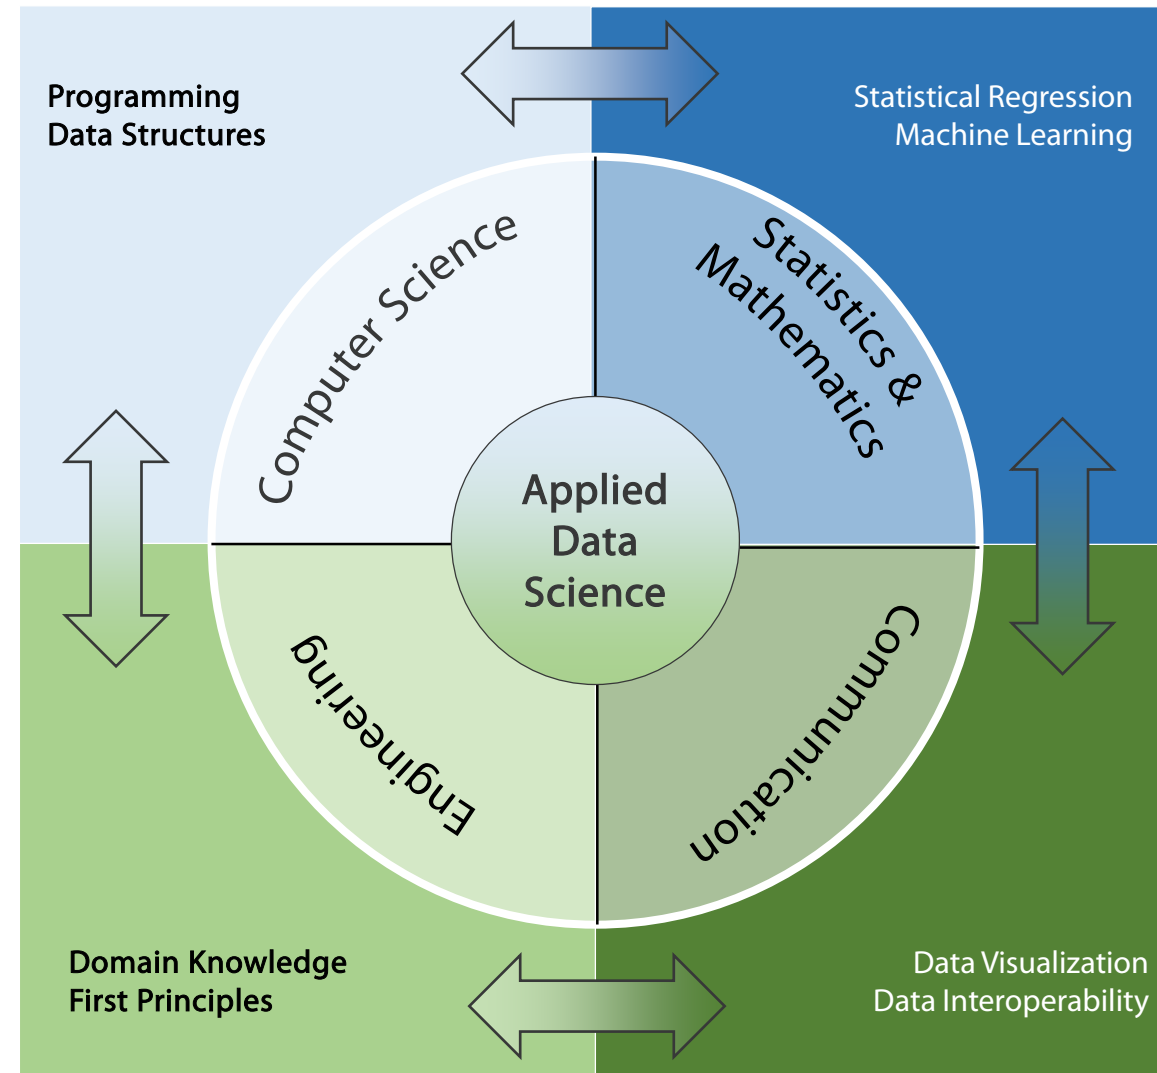 Programming
Data Structures
Statistical Regression
Machine Learning
Computer Science
Statistics &
Mathematics
Applied
Data
Science
Engineering
Communication
Domain Knowledge
First Principles
Data Visualization
Data Interoperability